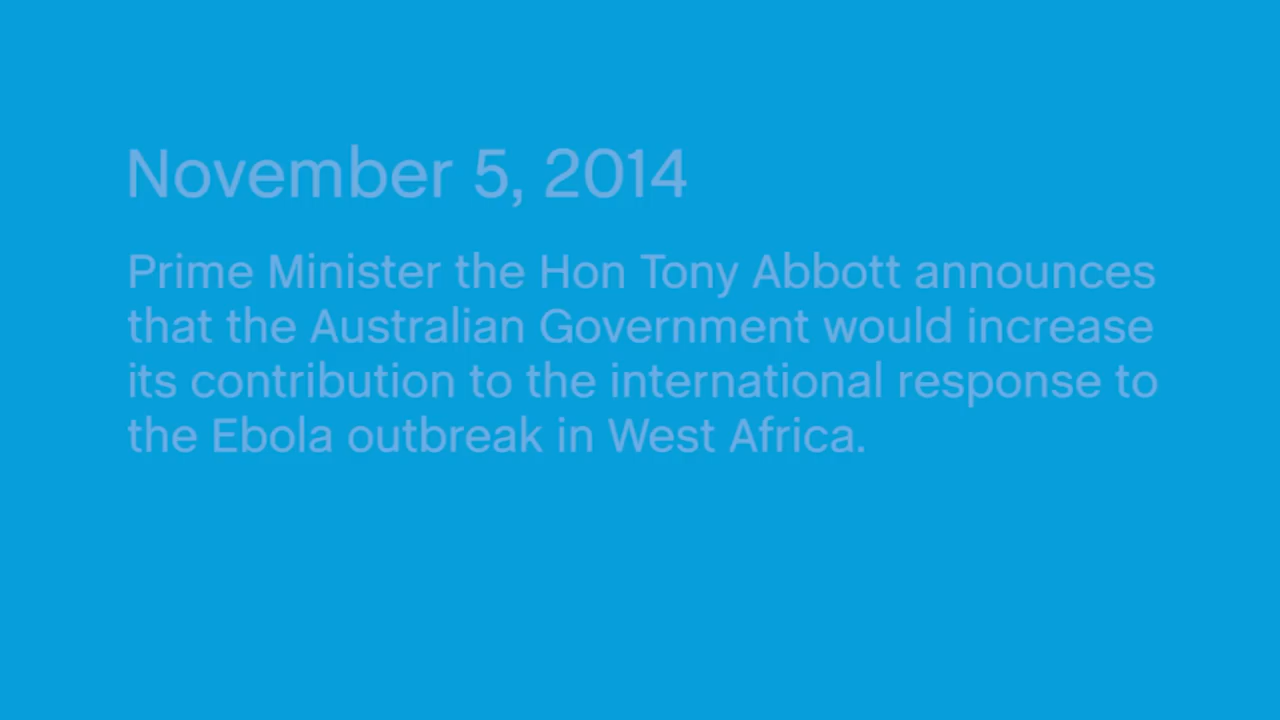 November 5, 2014
Prime Minister the Hon Tony Abbott announces
that the Australian Government would increase
its contribution to the international response to
the Ebola outbreak in West Africa.